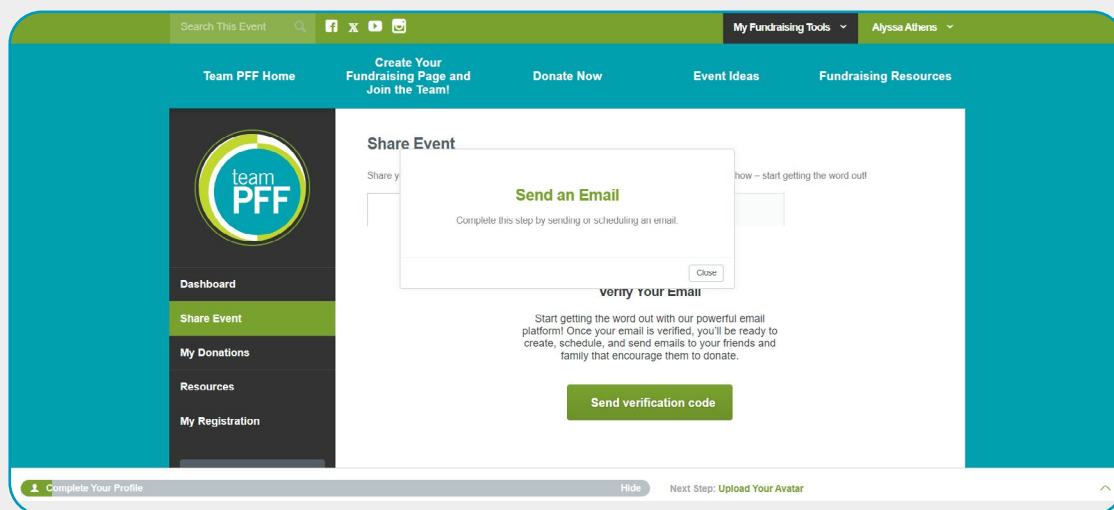 Search This Event
My Fundraising Tools
Alyssa Athens
Team PFF Home
Create Your
Fundraising Page and
Join the Team!
Donate Now
Event Ideas
Fundraising Resources
team
PFF
Dashboard
Share Event
My Donations
Resources
My Registration
Share Event
Share y
how – start getting the word out!
Send an Email
Complete this step by sending or scheduling an email.
Close
Verify Your Email
Start getting the word out with our powerful email
platform! Once your email is verified, you'll be ready to
create, schedule, and send emails to your friends and
family that encourage them to donate.
Send verification code
Complete Your Profile
Hide
Next Step: Upload Your Avatar